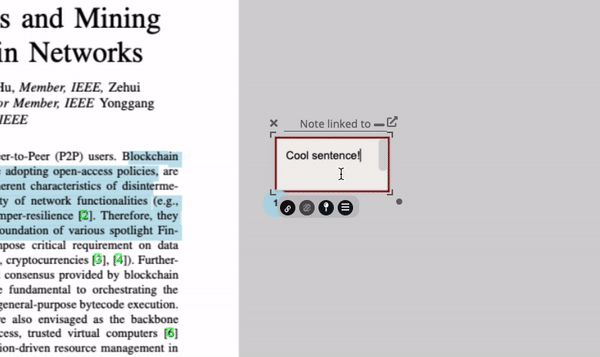 s and Mining
in Networks
Hu, Member, IEEE, Zehui
or Member, IEEE Yonggang
IEEE
er-to-Peer (P2P) users. Blockchain
adopting open-access policies, are
erent characteristics of disinterme-
ty of network functionalities (e.g.,
mper-resilience [2]. Therefore, they
oundation of various spotlight Fin-
mpose critical requirement on data
, cryptocurrencies [3], [4]). Further-
consensus provided by blockchain
e fundamental to orchestrating the
general-purpose bytecode execution.
ve also envisaged as the backbone
cess, trusted virtual computers [6]
ion-driven resource management in
Note linked to
Cool sentence!
1